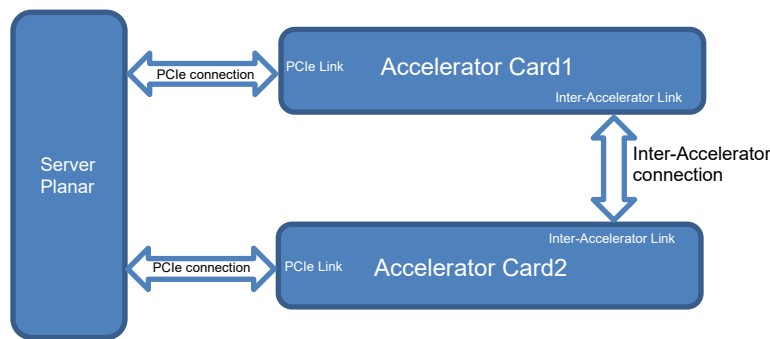 PCIe connection
PCIe Link
Accelerator Card1
Inter-Accelerator Link
Server
Planar
Inter-Accelerator
connection
Inter-Accelerator Link
PCIe connection
PCIe Link
Accelerator Card2